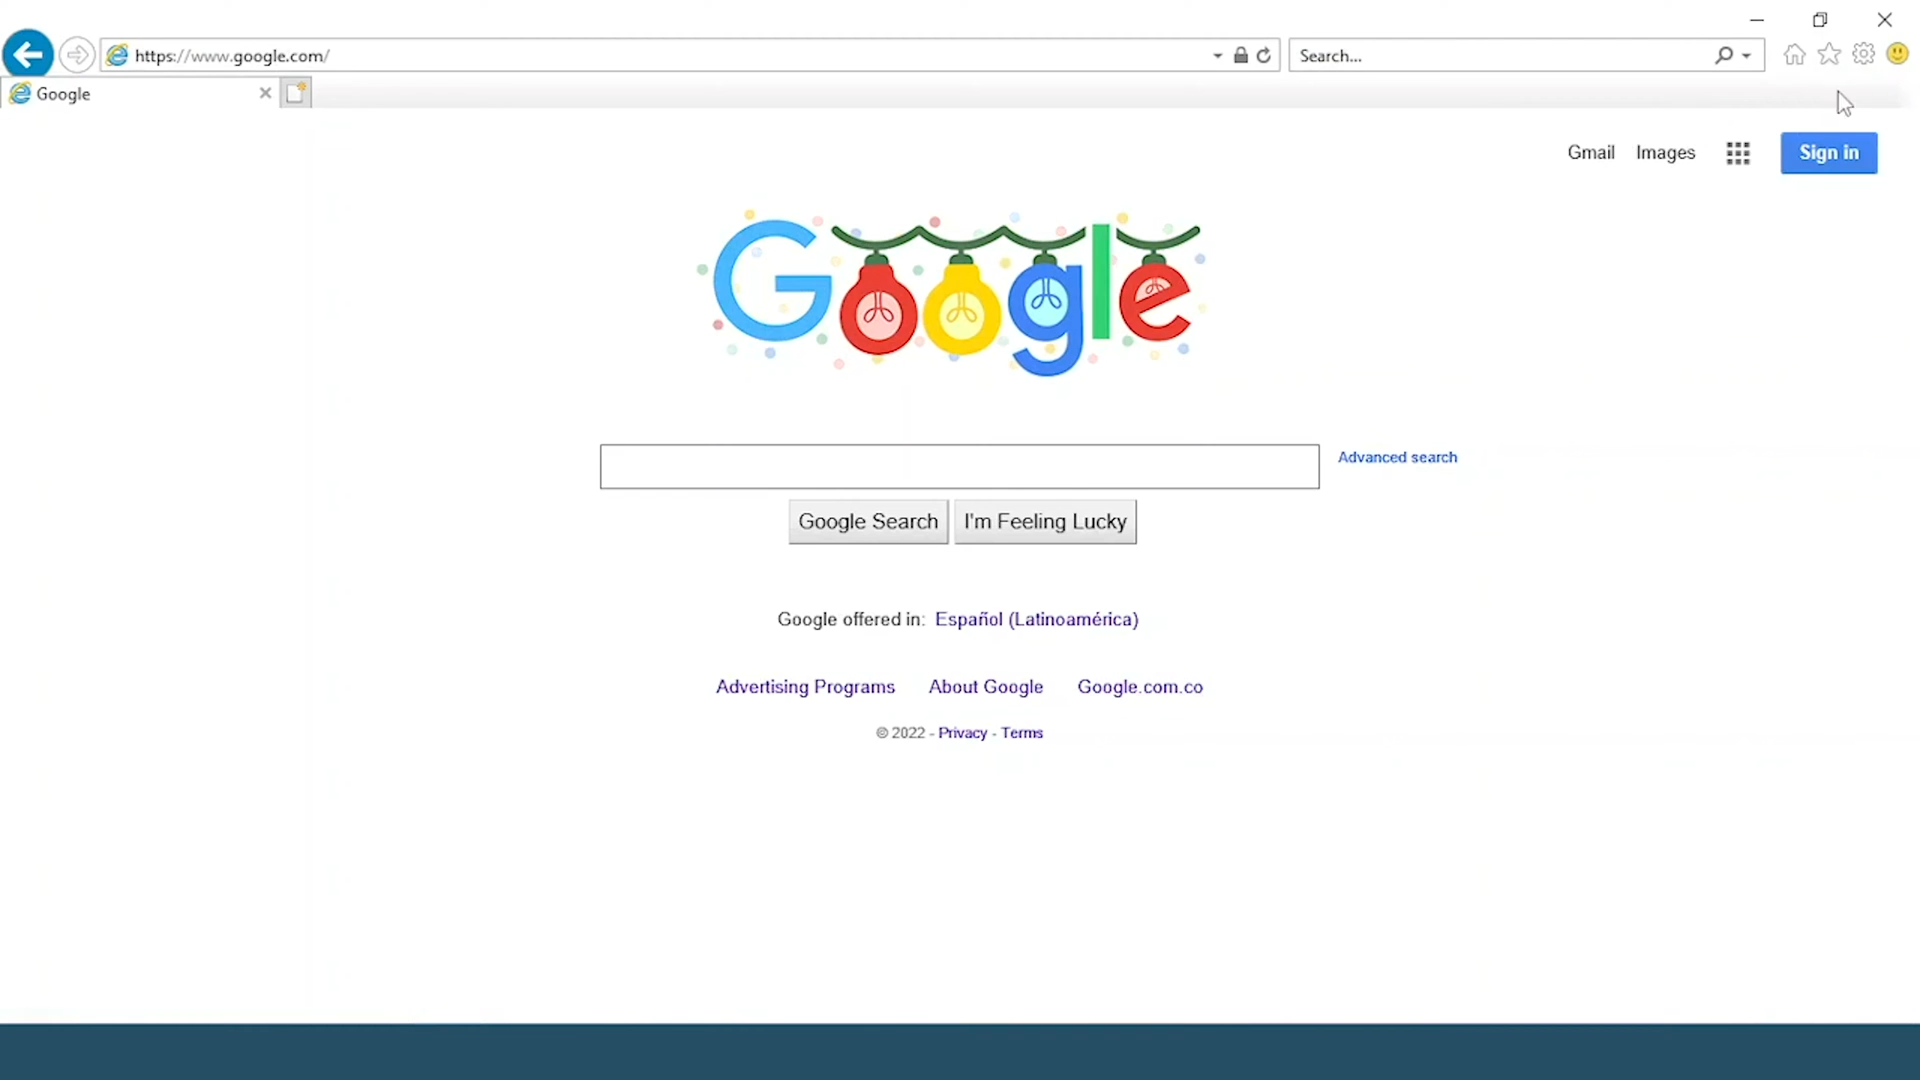 https://www.google.com/
Search...
Google
Gmail Images Sign in
Google
Advanced search
Google Search I'm Feeling Lucky
Google offered in: Español (Latinoamérica)
Advertising Programs About Google Google.com.co
© 2022 - Privacy - Terms